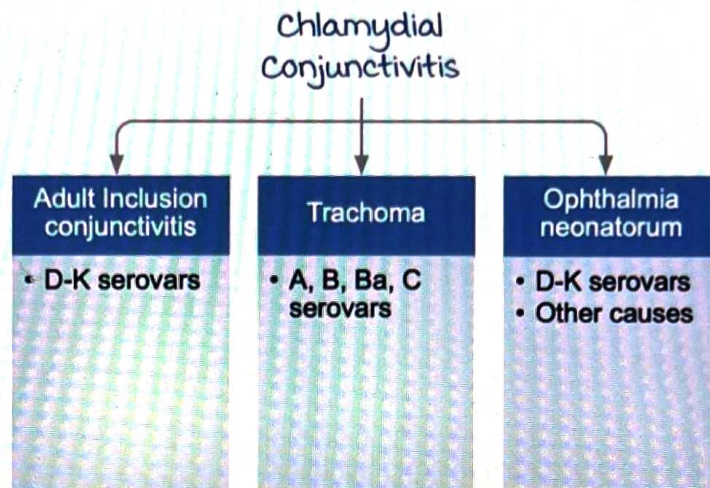 Chlamydial
Conjunctivitis
Adult Inclusion
conjunctivitis
• D-K serovars
Trachoma
• A, B, Ba, C
serovars
Ophthalmia
neonatorum
• D-K serovars
• Other causes